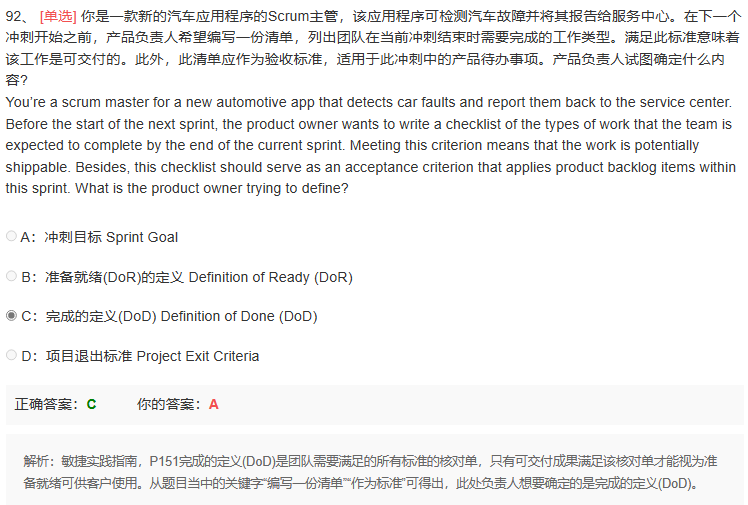 92、 [单选] 你是一款新的汽车应用程序的Scrum主管，该应用程序可检测汽车故障并将其报告给服务中心。在下一个
冲刺开始之前，产品负责人希望编写一份清单，列出团队在当前冲刺结束时需要完成的工作类型。满足此标准意味着
该工作是可交付的。此外，此清单应作为验收标准，适用于此冲刺中的产品待办事项。产品负责人试图确定什么内
容?
You're a scrum master for a new automotive app that detects car faults and report them back to the service center.
Before the start of the next sprint, the product owner wants to write a checklist of the types of work that the team is
expected to complete by the end of the current sprint. Meeting this criterion means that the work is potentially
shippable. Besides, this checklist should serve as an acceptance criterion that applies product backlog items within
this sprint. What is the product owner trying to define?
A：冲刺目标 Sprint Goal
B：准备就绪(DoR)的定义 Definition of Ready (DoR)
C：完成的定义(DoD) Definition of Done (DoD)
D：项目退出标准 Project Exit Criteria
正确答案：C 你的答案：A
解析：敏捷实践指南，P151完成的定义(DoD)是团队需要满足的所有标准的核对单，只有可交付成果满足该核对单才能视为准
备就绪可供客户使用。从题目当中的关键字“编写一份清单”“作为标准”可得出，此处负责人想要确定的是完成的定义(DoD)。